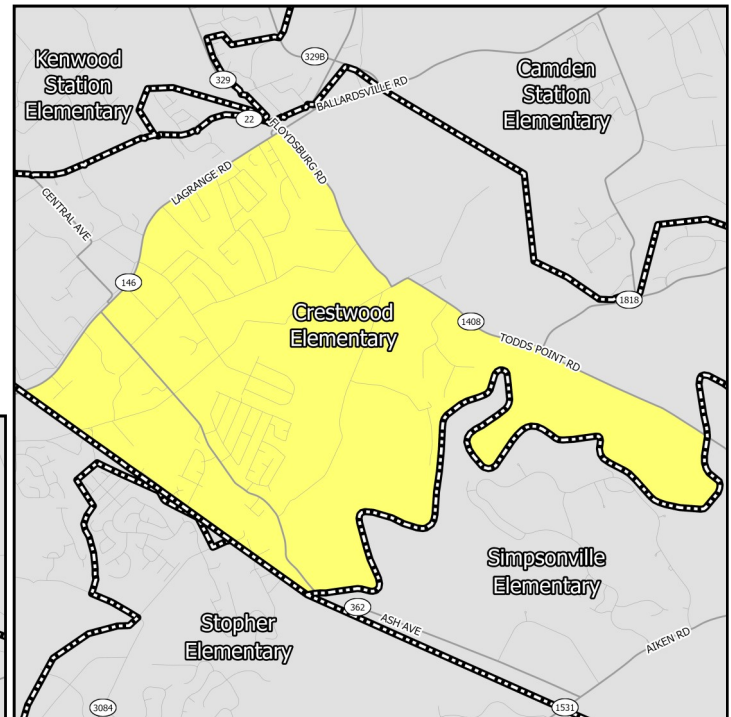 Kenwood
Station
Elementary
329
329B
Camden
Station
Elementary
BALLARDSVILLE RD
22
FLOYDSBURG RD
LAGRANGE RD
CENTRAL AVE
146
1818
Crestwood
Elementary
1408
TODDS POINT RD
Simpsonville
Elementary
362
ASH AVE
Stopher
Elementary
AIKEN RD
3084
1531